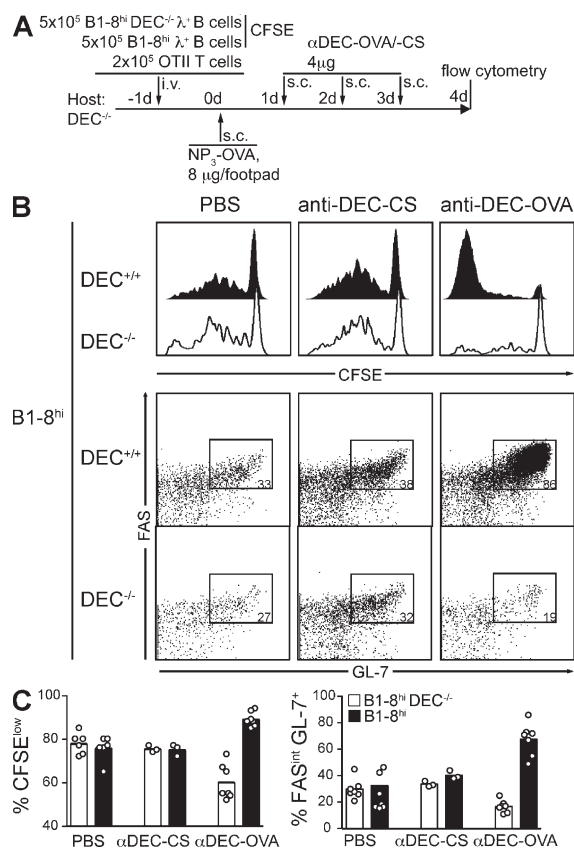 A
5x10⁵ B1-8ʰⁱ DEC⁻/⁻ λ⁺ B cells
5x10⁵ B1-8ʰⁱ λ⁺ B cells
CFSE
2x10⁵ OTII T cells
αDEC-OVA/-CS
4µg
flow cytometry
i.v.
s.c. s.c. s.c.
Host: -1d 0d 1d 2d 3d 4d
DEC⁻/⁻
s.c.
NP₃-OVA,
8 µg/footpad
B
PBS anti-DEC-CS anti-DEC-OVA
DEC⁺/⁺
DEC⁻/⁻
CFSE
B1-8ʰⁱ
DEC⁺/⁺
33 38 86
FAS
DEC⁻/⁻
27 32 19
GL-7
C
% CFSEˡᵒʷ
100
80
60
40
PBS αDEC-CS αDEC-OVA
% FASⁱⁿᵗ GL-7⁺
100
80
60
40
20
0
B1-8ʰⁱ DEC⁻/⁻
B1-8ʰⁱ
PBS αDEC-CS αDEC-OVA